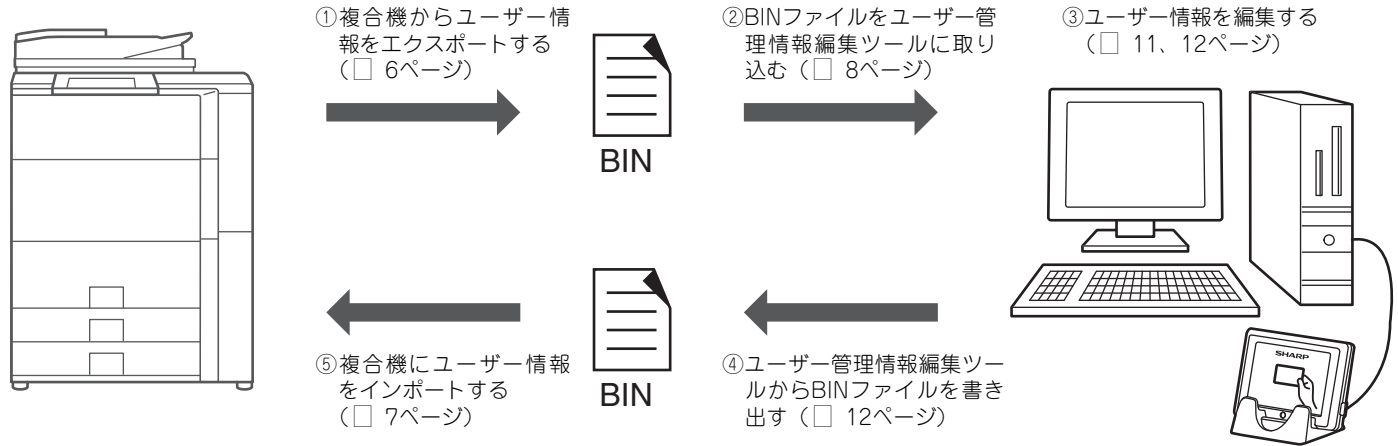 ①複合機からユーザー情
報をエクスポートする
（□ 6ページ）
BIN
②BINファイルをユーザー管
理情報編集ツールに取り
込む（□ 8ページ）
③ユーザー情報を編集する
（□ 11、12ページ）
④ユーザー管理情報編集ツー
ルからBINファイルを書き
出す（□ 12ページ）
BIN
⑤複合機にユーザー情報
をインポートする
（□ 7ページ）
SHARP